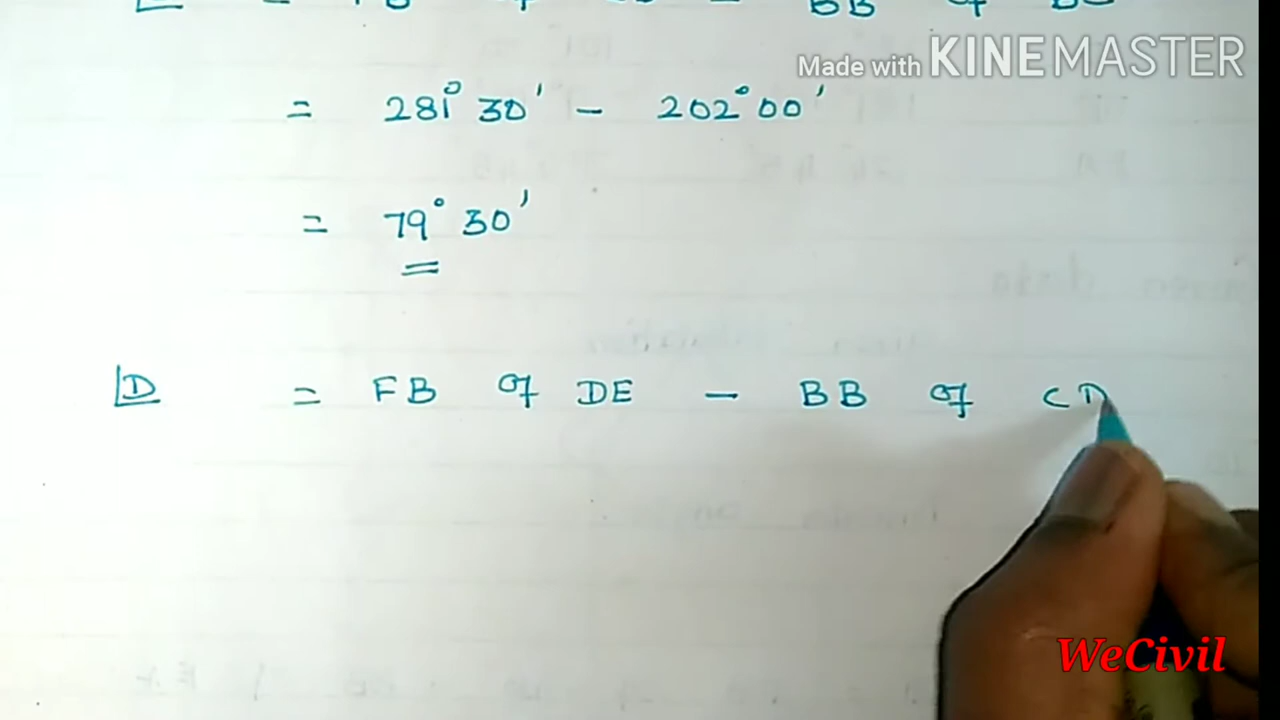 Made with KINEMASTER
= 281° 30' - 202° 00'
= 79° 30'
D = FB of DE - BB of CD
WeCivil